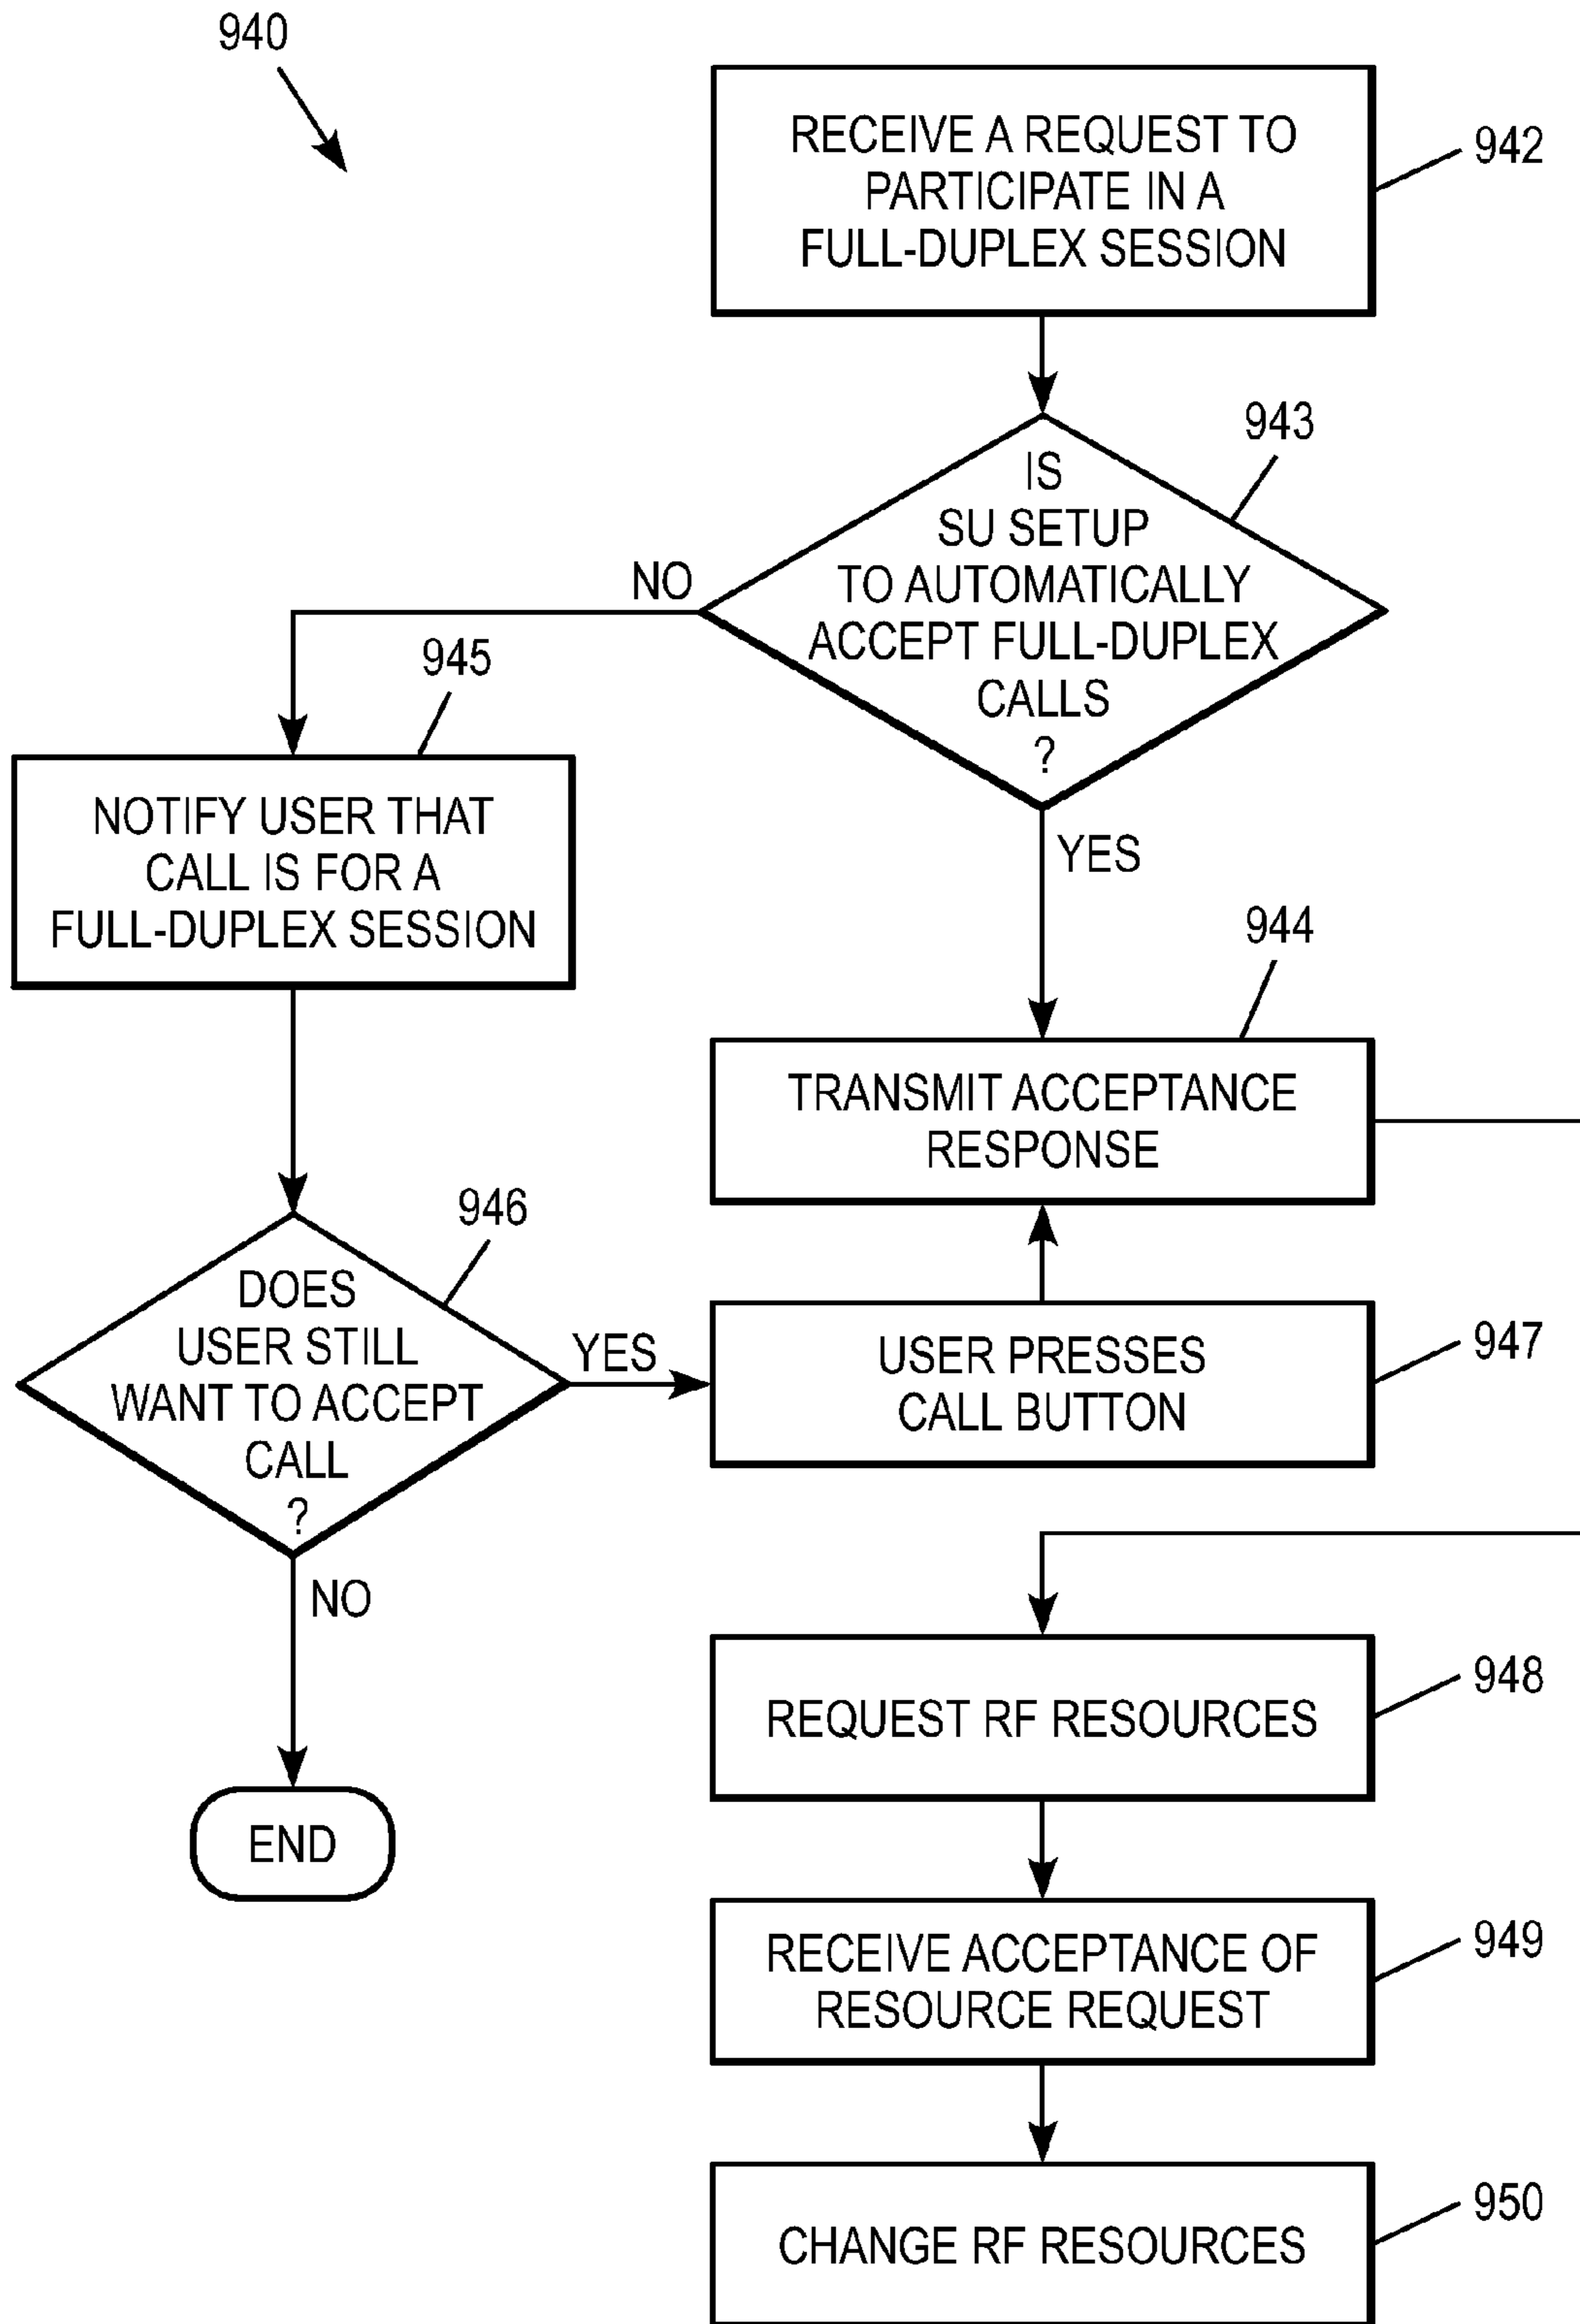 940
RECEIVE A REQUEST TO
PARTICIPATE IN A
FULL-DUPLEX SESSION
942
943
IS
SU SETUP
TO AUTOMATICALLY
ACCEPT FULL-DUPLEX
CALLS
?
NO
YES
945
NOTIFY USER THAT
CALL IS FOR A
FULL-DUPLEX SESSION
944
TRANSMIT ACCEPTANCE
RESPONSE
946
DOES
USER STILL
WANT TO ACCEPT
CALL
?
YES
USER PRESSES
CALL BUTTON
947
NO
END
REQUEST RF RESOURCES
948
RECEIVE ACCEPTANCE OF
RESOURCE REQUEST
949
CHANGE RF RESOURCES
950